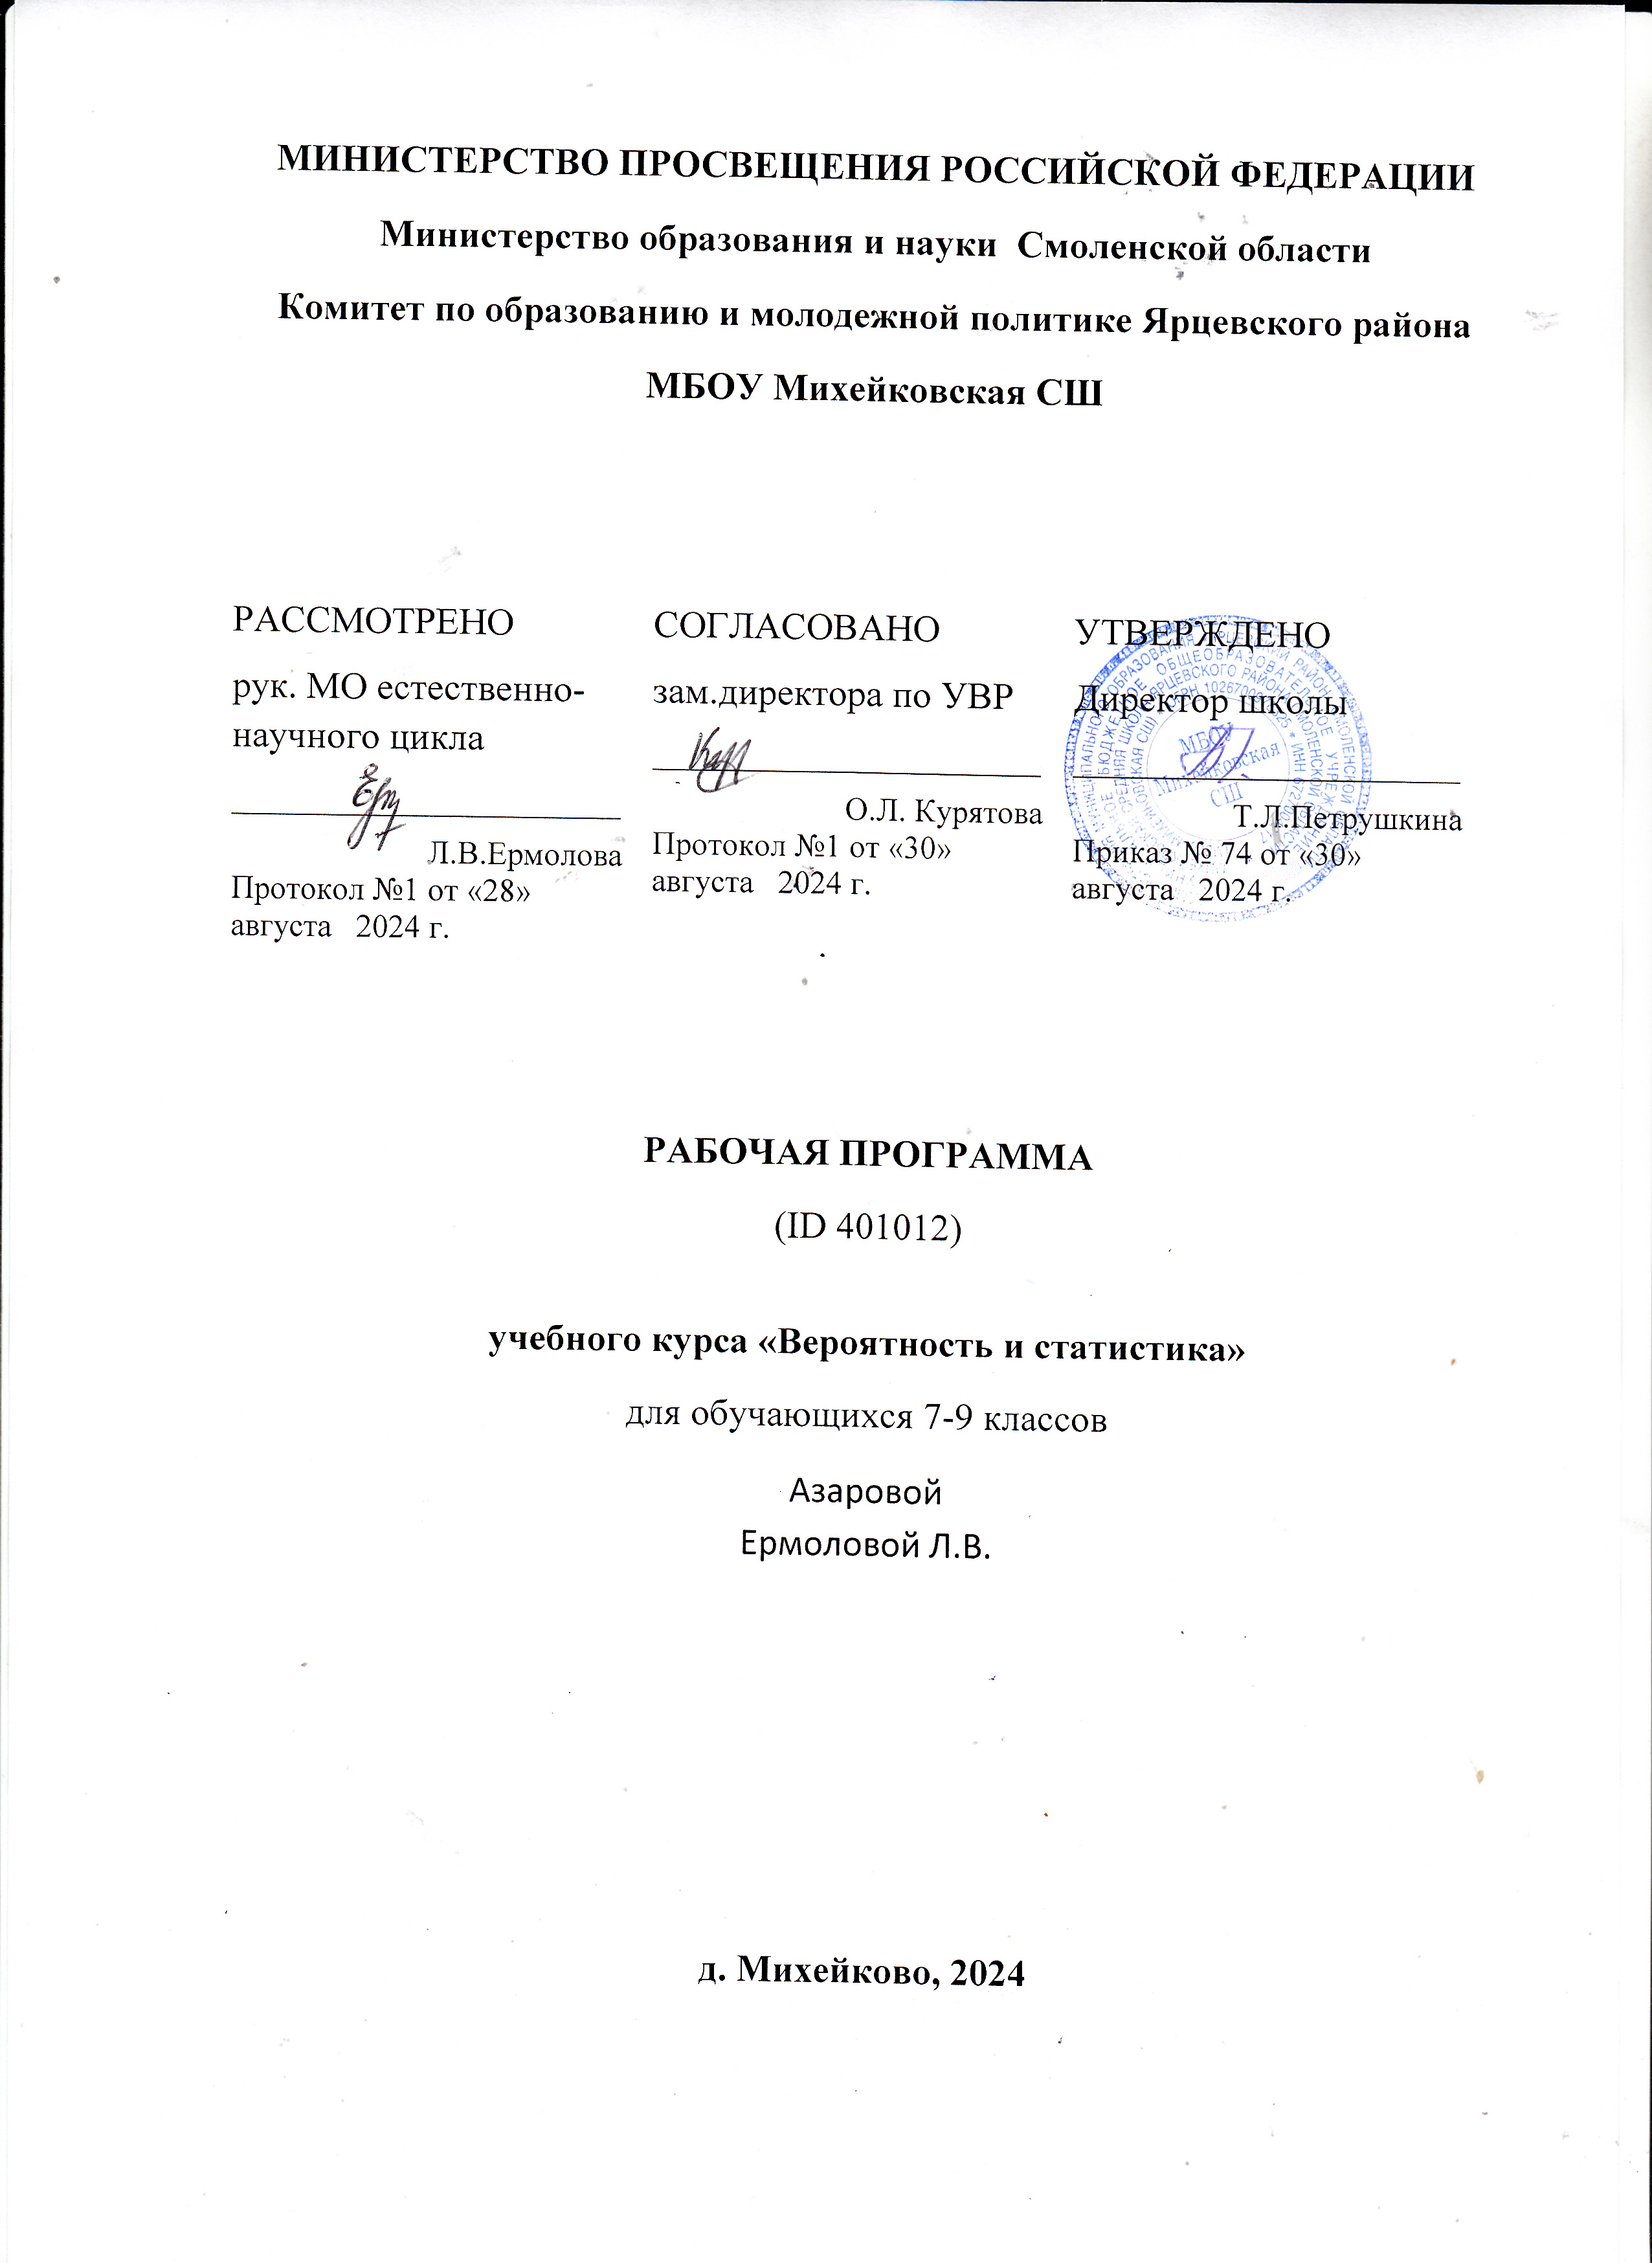 МИНИСТЕРСТВО ПРОСВЕЩЕНИЯ РОССИЙСКОЙ ФЕДЕРАЦИИ
Министерство образования и науки Смоленской области
Комитет по образованию и молодежной политике Ярцевского района
МБОУ Михейковская СШ
РАССМОТРЕНО
рук. МО естественно-
научного цикла
Л.В.Ермолова
Протокол №1 от «28»
августа 2024 г.
СОГЛАСОВАНО
зам.директора по УВР
О.Л. Курятова
Протокол №1 от «30»
августа 2024 г.
УТВЕРЖДЕНО
Директор школы
МБОУ
Михейковская
СШ
Т.Л.Петрушкина
Приказ № 74 от «30»
августа 2024 г.
РАБОЧАЯ ПРОГРАММА
(ID 401012)
учебного курса «Вероятность и статистика»
для обучающихся 7-9 классов
Азаровой
Ермоловой Л.В.
д. Михейково, 2024